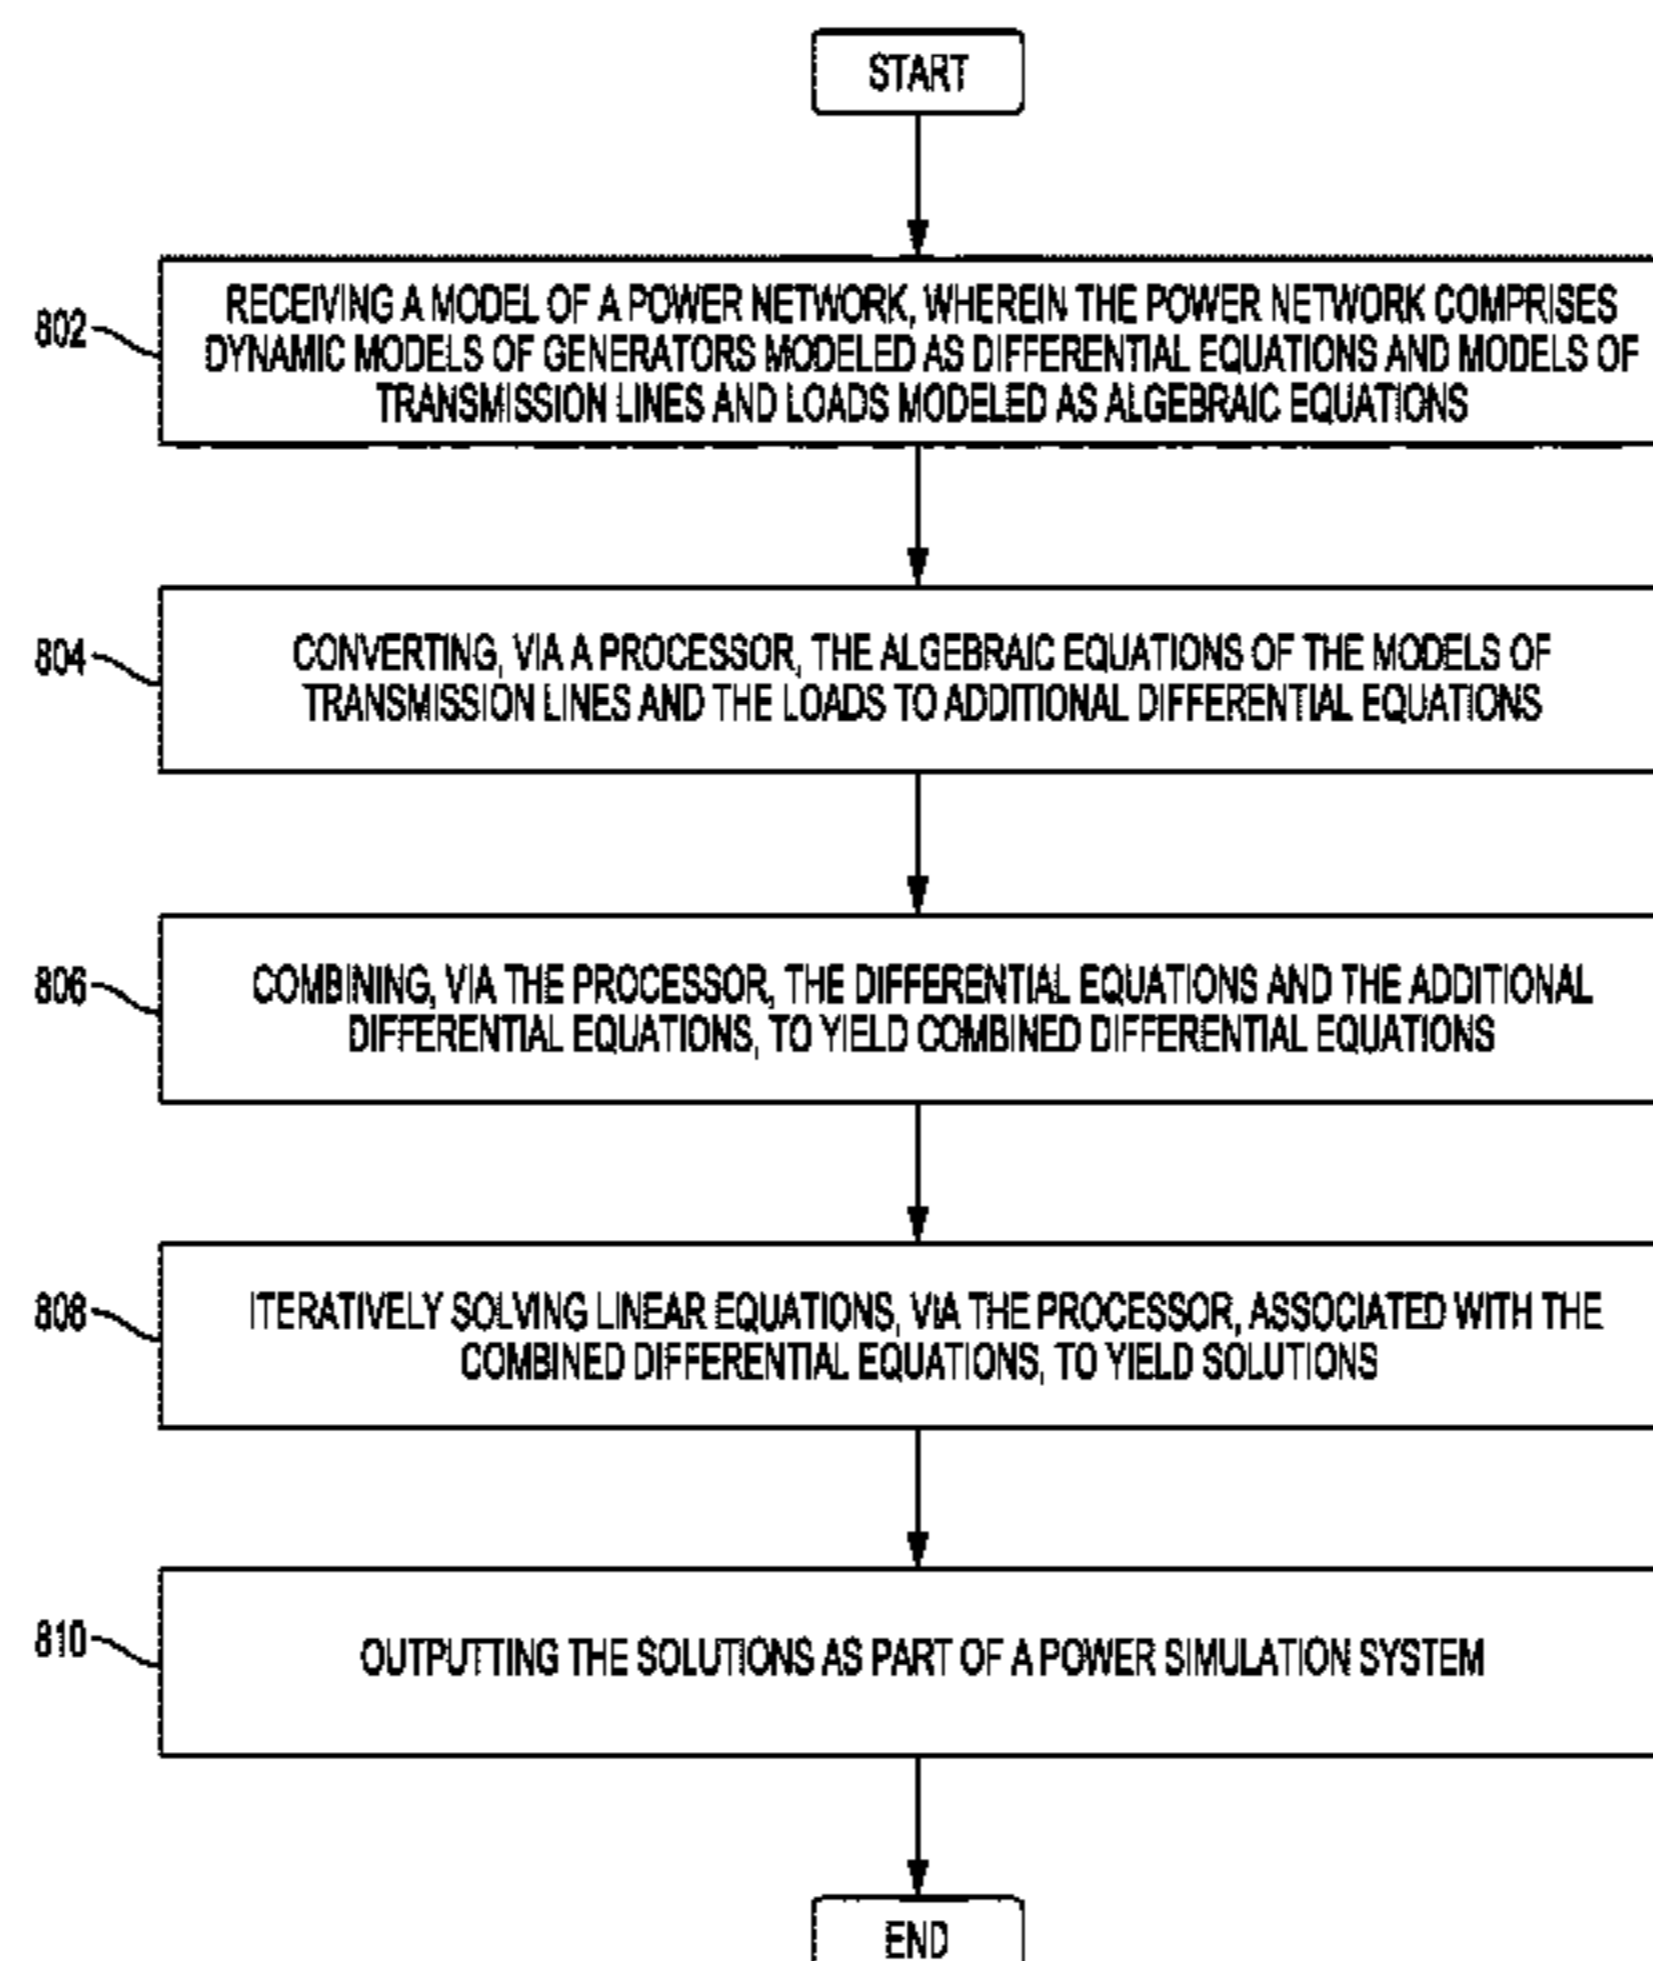 START
802
RECEIVING A MODEL OF A POWER NETWORK, WHEREIN THE POWER NETWORK COMPRISES
DYNAMIC MODELS OF GENERATORS MODELED AS DIFFERENTIAL EQUATIONS AND MODELS OF
TRANSMISSION LINES AND LOADS MODELED AS ALGEBRAIC EQUATIONS
804
CONVERTING, VIA A PROCESSOR, THE ALGEBRAIC EQUATIONS OF THE MODELS OF
TRANSMISSION LINES AND THE LOADS TO ADDITIONAL DIFFERENTIAL EQUATIONS
806
COMBINING, VIA THE PROCESSOR, THE DIFFERENTIAL EQUATIONS AND THE ADDITIONAL
DIFFERENTIAL EQUATIONS, TO YIELD COMBINED DIFFERENTIAL EQUATIONS
808
ITERATIVELY SOLVING LINEAR EQUATIONS, VIA THE PROCESSOR, ASSOCIATED WITH THE
COMBINED DIFFERENTIAL EQUATIONS, TO YIELD SOLUTIONS
810
OUTPUTTING THE SOLUTIONS AS PART OF A POWER SIMULATION SYSTEM
END